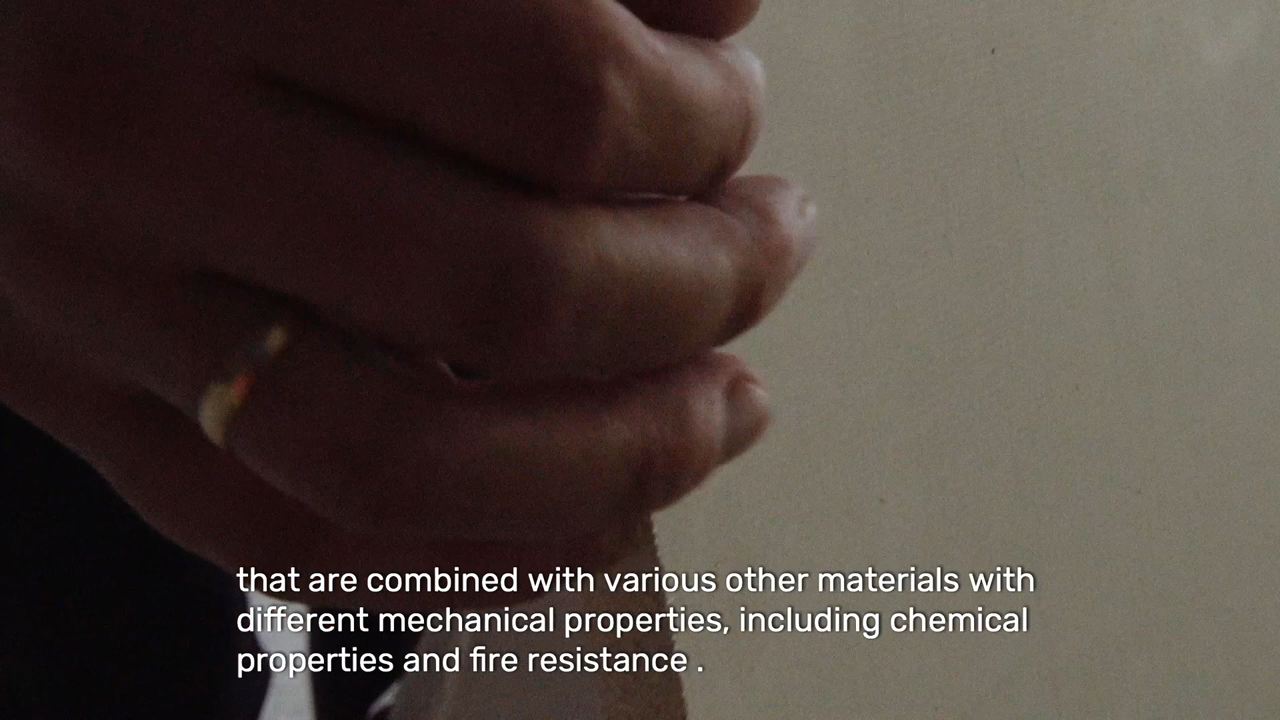 that are combined with various other materials with
different mechanical properties, including chemical
properties and fire resistance .